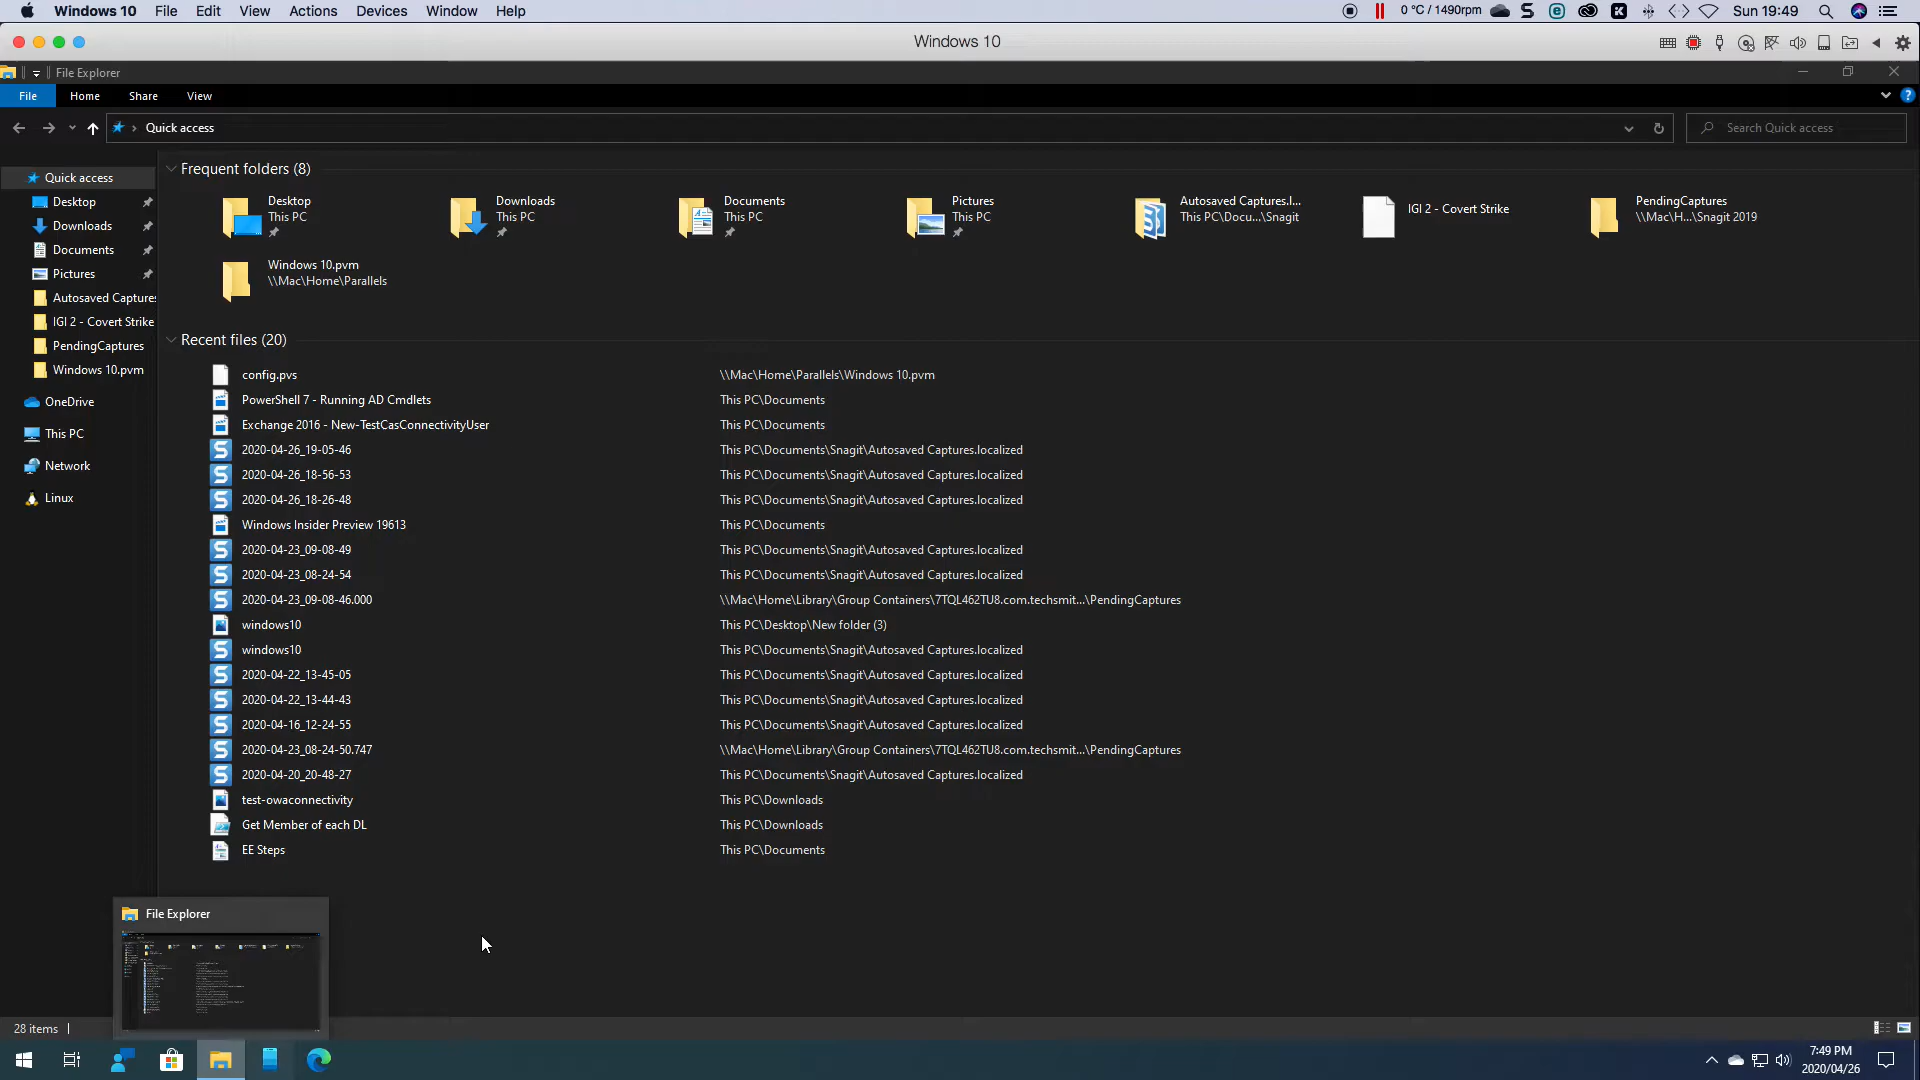 Windows 10 File Edit View Actions Devices Window Help 0 °C / 1490rpm Sun 19:49
Windows 10
File Explorer
File Home Share View
Quick access Search Quick access
Quick access
Desktop
Downloads
Documents
Pictures
Autosaved Captures
IGI 2 - Covert Strike
PendingCaptures
Windows 10.pvm
OneDrive
This PC
Network
Linux
Frequent folders (8)
Desktop
This PC
Downloads
This PC
Documents
This PC
Pictures
This PC
Autosaved Captures.l...
This PC\Docu...\Snagit
IGI 2 - Covert Strike
PendingCaptures
\\Mac\H...\Snagit 2019
Windows 10.pvm
\\Mac\Home\Parallels
Recent files (20)
config.pvs \\Mac\Home\Parallels\Windows 10.pvm
PowerShell 7 - Running AD Cmdlets This PC\Documents
Exchange 2016 - New-TestCasConnectivityUser This PC\Documents
2020-04-26_19-05-46 This PC\Documents\Snagit\Autosaved Captures.localized
2020-04-26_18-56-53 This PC\Documents\Snagit\Autosaved Captures.localized
2020-04-26_18-26-48 This PC\Documents\Snagit\Autosaved Captures.localized
Windows Insider Preview 19613 This PC\Documents
2020-04-23_09-08-49 This PC\Documents\Snagit\Autosaved Captures.localized
2020-04-23_08-24-54 This PC\Documents\Snagit\Autosaved Captures.localized
2020-04-23_09-08-46.000 \\Mac\Home\Library\Group Containers\7TQL462TU8.com.techsmit...\PendingCaptures
windows10 This PC\Desktop\New folder (3)
windows10 This PC\Documents\Snagit\Autosaved Captures.localized
2020-04-22_13-45-05 This PC\Documents\Snagit\Autosaved Captures.localized
2020-04-22_13-44-43 This PC\Documents\Snagit\Autosaved Captures.localized
2020-04-16_12-24-55 This PC\Documents\Snagit\Autosaved Captures.localized
2020-04-23_08-24-50.747 \\Mac\Home\Library\Group Containers\7TQL462TU8.com.techsmit...\PendingCaptures
2020-04-20_20-48-27 This PC\Documents\Snagit\Autosaved Captures.localized
test-owaconnectivity This PC\Downloads
Get Member of each DL This PC\Downloads
EE Steps This PC\Documents
File Explorer
28 items
7:49 PM
2020/04/26